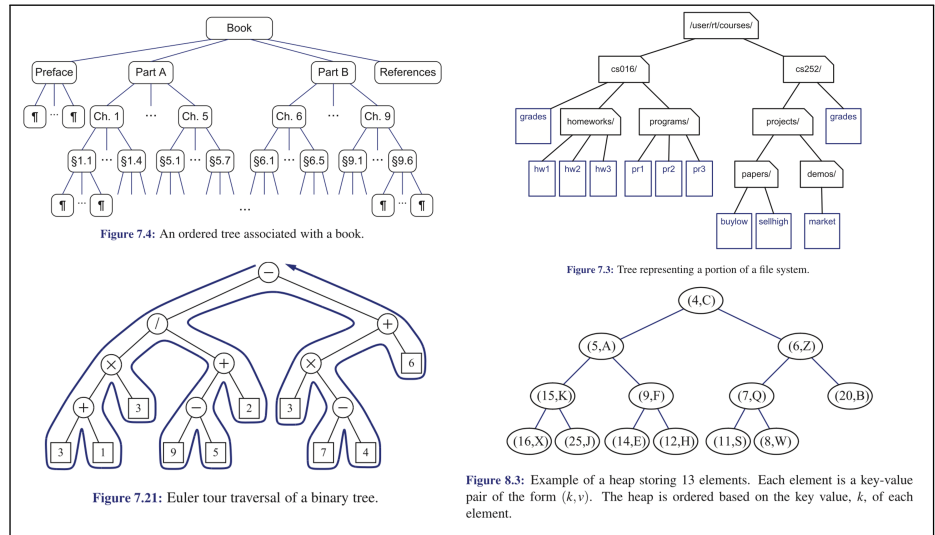 Book
Preface Part A Part B References
¶ ... ¶ Ch. 1 ... Ch. 5 Ch. 6 ... Ch. 9
§1.1 ... §1.4 §5.1 ... §5.7 §6.1 ... §6.5 §9.1 ... §9.6
¶ ... ¶ ... ¶ ... ¶
Figure 7.4: An ordered tree associated with a book.
/user/rt/courses/
cs016/ cs252/
grades homeworks/ programs/ projects/ grades
hw1 hw2 hw3 pr1 pr2 pr3 papers/ demos/
buylow sellhigh market
Figure 7.3: Tree representing a portion of a file system.
−
/ +
× + × 6
+ 3 − 2 3 −
3 1 9 5 7 4
Figure 7.21: Euler tour traversal of a binary tree.
(4,C)
(5,A) (6,Z)
(15,K) (9,F) (7,Q) (20,B)
(16,X) (25,J) (14,E) (12,H) (11,S) (8,W)
Figure 8.3: Example of a heap storing 13 elements. Each element is a key-value
pair of the form (k,v). The heap is ordered based on the key value, k, of each
element.